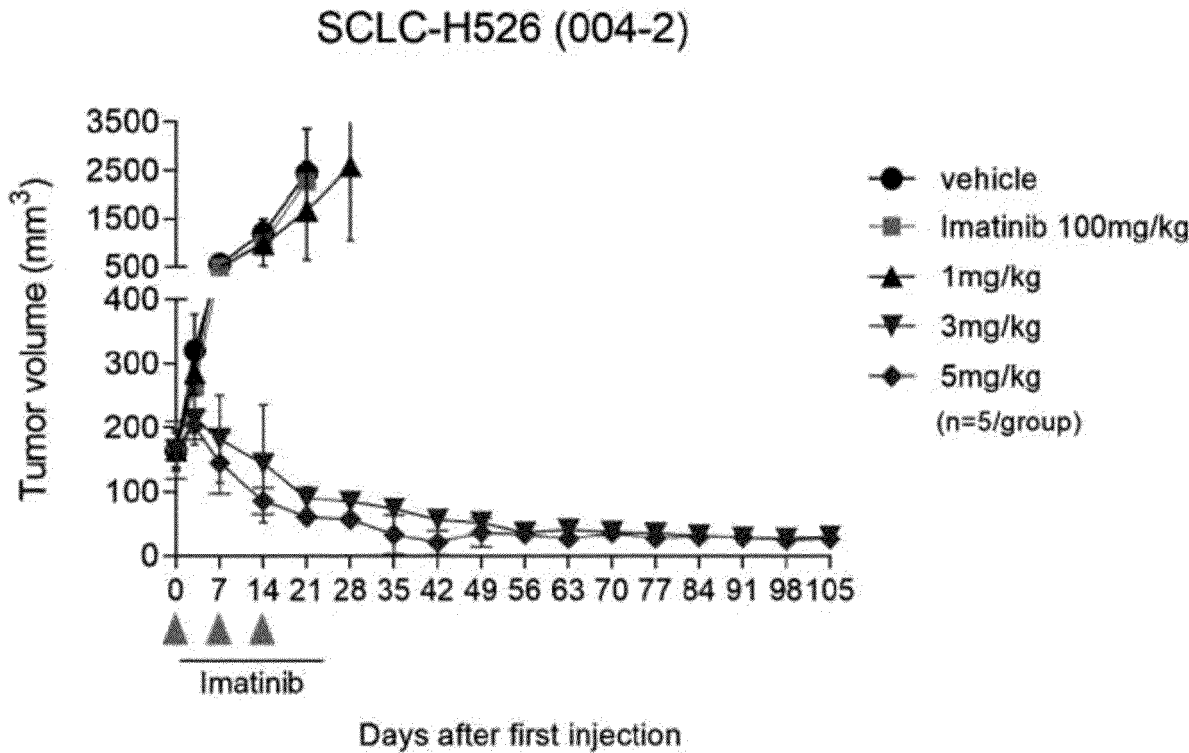 SCLC-H526 (004-2)
Tumor volume (mm³)
3500
2500
1500
500
400
300
200
100
0
0 7 14 21 28 35 42 49 56 63 70 77 84 91 98 105
Imatinib
Days after first injection
vehicle
Imatinib 100mg/kg
1mg/kg
3mg/kg
5mg/kg
(n=5/group)